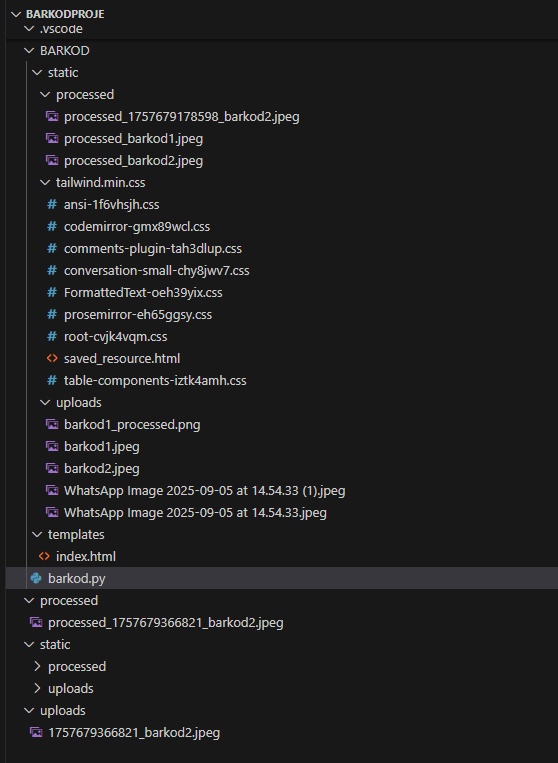 BARKODPROJE
.vscode
BARKOD
static
processed
processed_1757679178598_barkod2.jpeg
processed_barkod1.jpeg
processed_barkod2.jpeg
tailwind.min.css
ansi-1f6vhsjh.css
codemirror-gmx89wcl.css
comments-plugin-tah3dlup.css
conversation-small-chy8jwv7.css
FormattedText-oeh39yix.css
prosemirror-eh65ggsy.css
root-cvjk4vqm.css
saved_resource.html
table-components-iztk4amh.css
uploads
barkod1_processed.png
barkod1.jpeg
barkod2.jpeg
WhatsApp Image 2025-09-05 at 14.54.33 (1).jpeg
WhatsApp Image 2025-09-05 at 14.54.33.jpeg
templates
index.html
barkod.py
processed
processed_1757679366821_barkod2.jpeg
static
processed
uploads
uploads
1757679366821_barkod2.jpeg